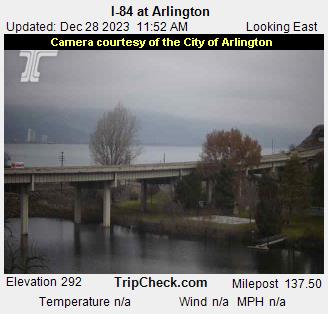 I-84 at Arlington
Updated: Dec 28 2023 11:52 AM Looking East
Camera courtesy of the City of Arlington
Elevation 292 TripCheck.com Milepost 137.50
Temperature n/a Wind n/a MPH n/a